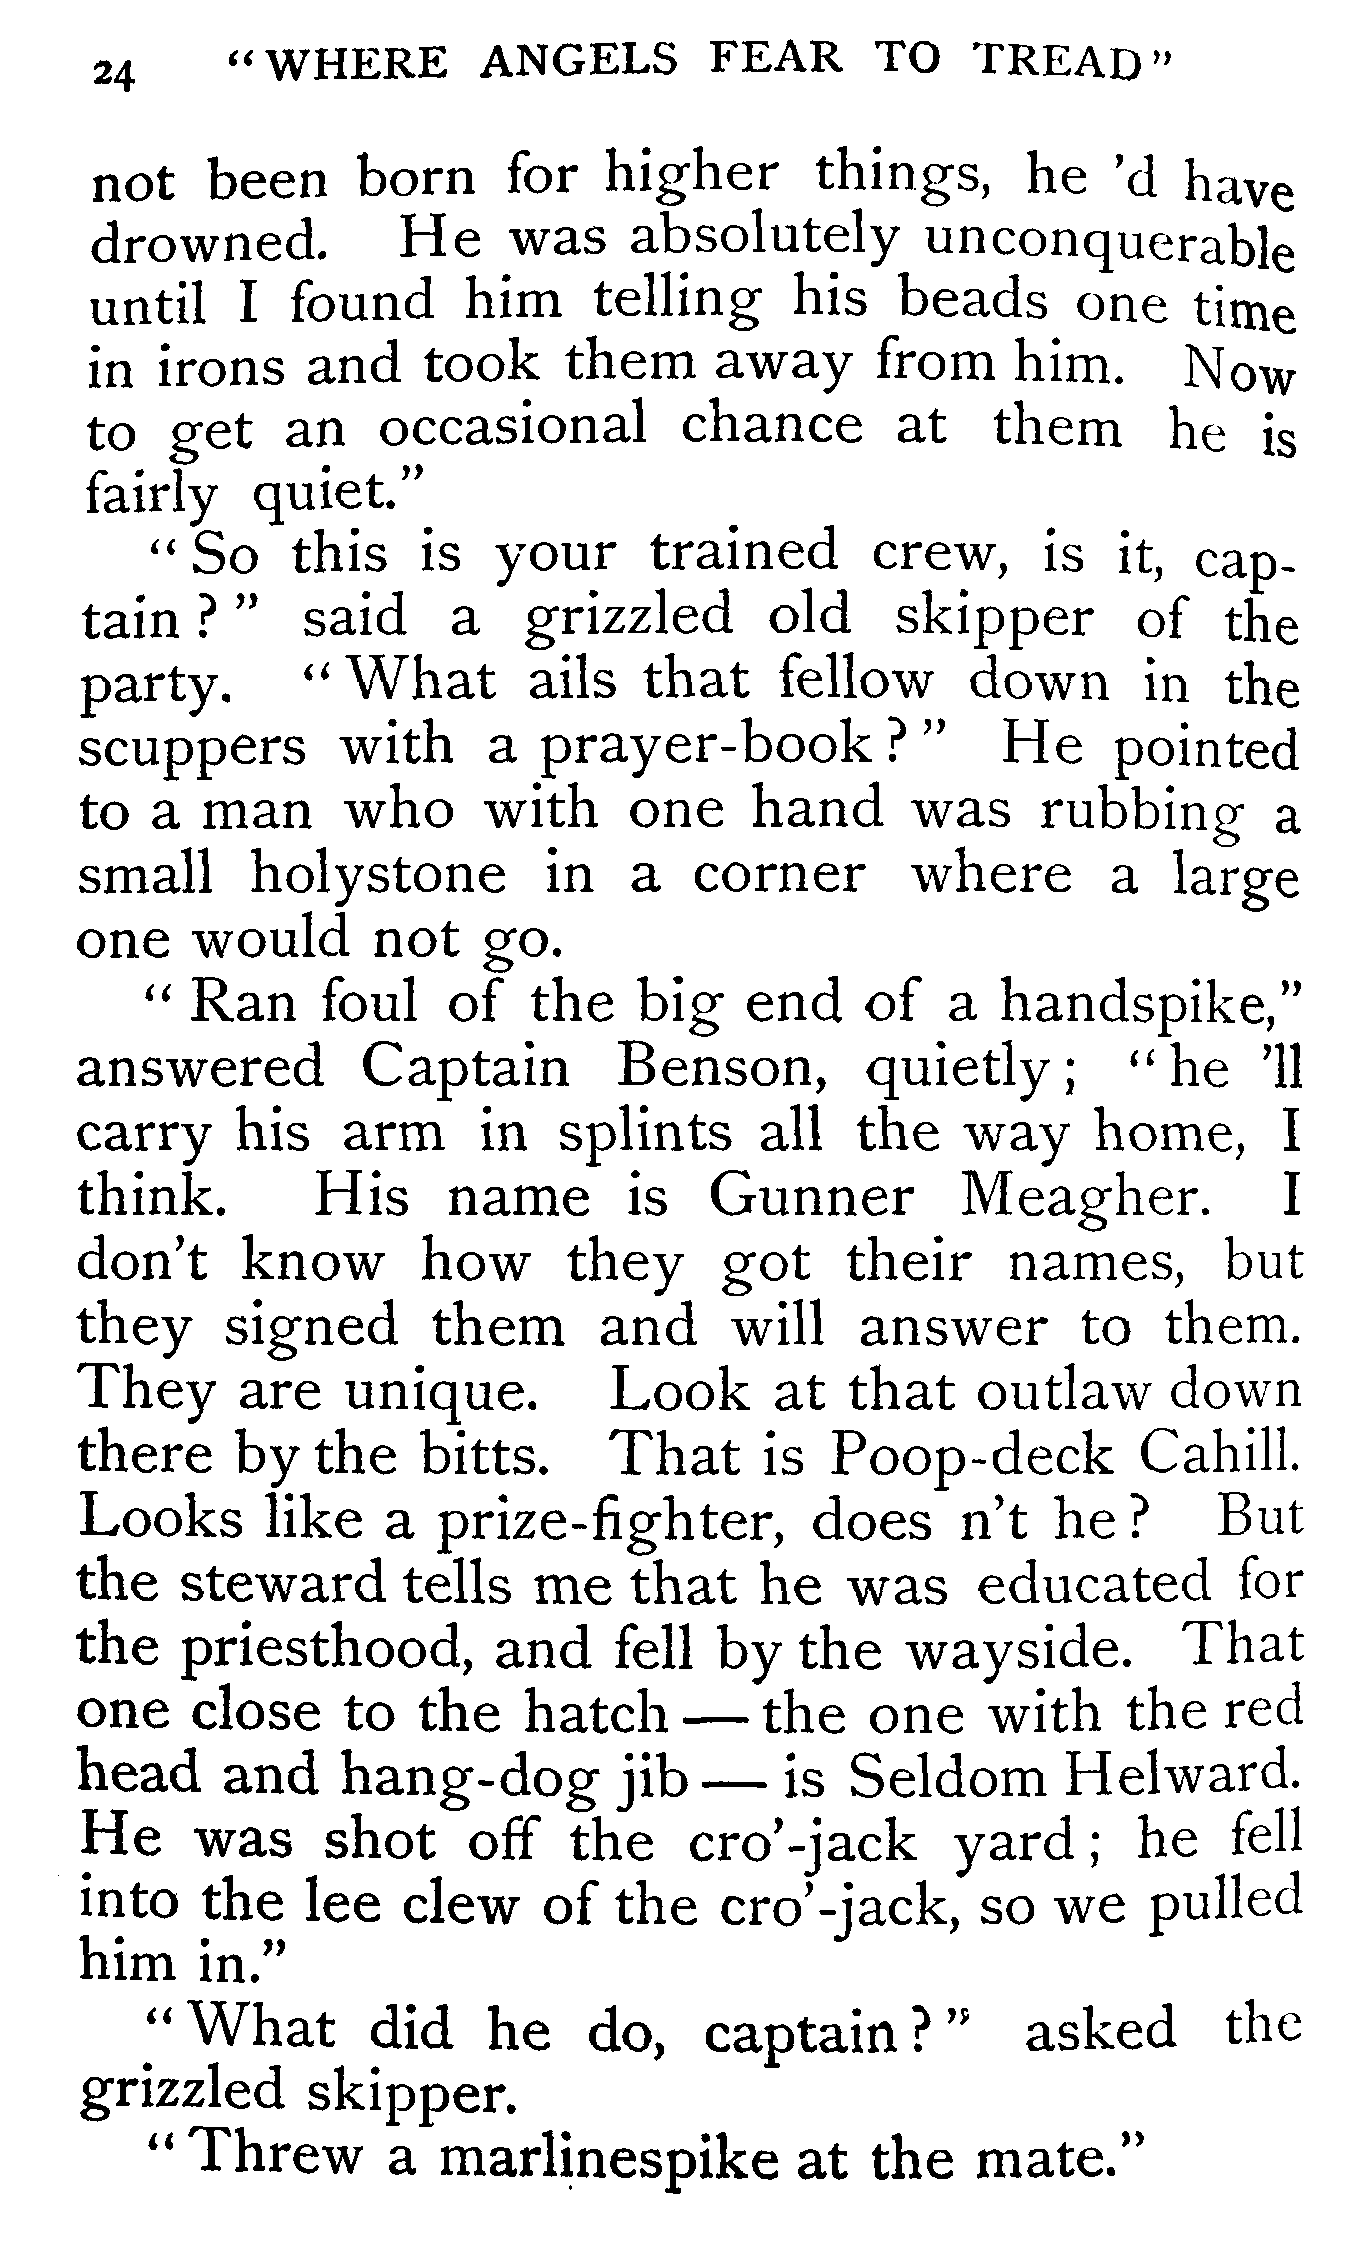 24 "WHERE ANGELS FEAR TO TREAD"
not been born for higher things, he 'd have
drowned. He was absolutely unconquerable
until I found him telling his beads one time
in irons and took them away from him. Now
to get an occasional chance at them he is
fairly quiet."
"So this is your trained crew, is it, cap-
tain?" said a grizzled old skipper of the
party. "What ails that fellow down in the
scuppers with a prayer-book?" He pointed
to a man who with one hand was rubbing a
small holystone in a corner where a large
one would not go.
"Ran foul of the big end of a handspike,"
answered Captain Benson, quietly; "he 'll
carry his arm in splints all the way home, I
think. His name is Gunner Meagher. I
don't know how they got their names, but
they signed them and will answer to them.
They are unique. Look at that outlaw down
there by the bitts. That is Poop-deck Cahill.
Looks like a prize-fighter, does n't he? But
the steward tells me that he was educated for
the priesthood, and fell by the wayside. That
one close to the hatch — the one with the red
head and hang-dog jib — is Seldom Helward.
He was shot off the cro'-jack yard; he fell
into the lee clew of the cro'-jack, so we pulled
him in."
"What did he do, captain?" asked the
grizzled skipper.
"Threw a marlinespike at the mate."